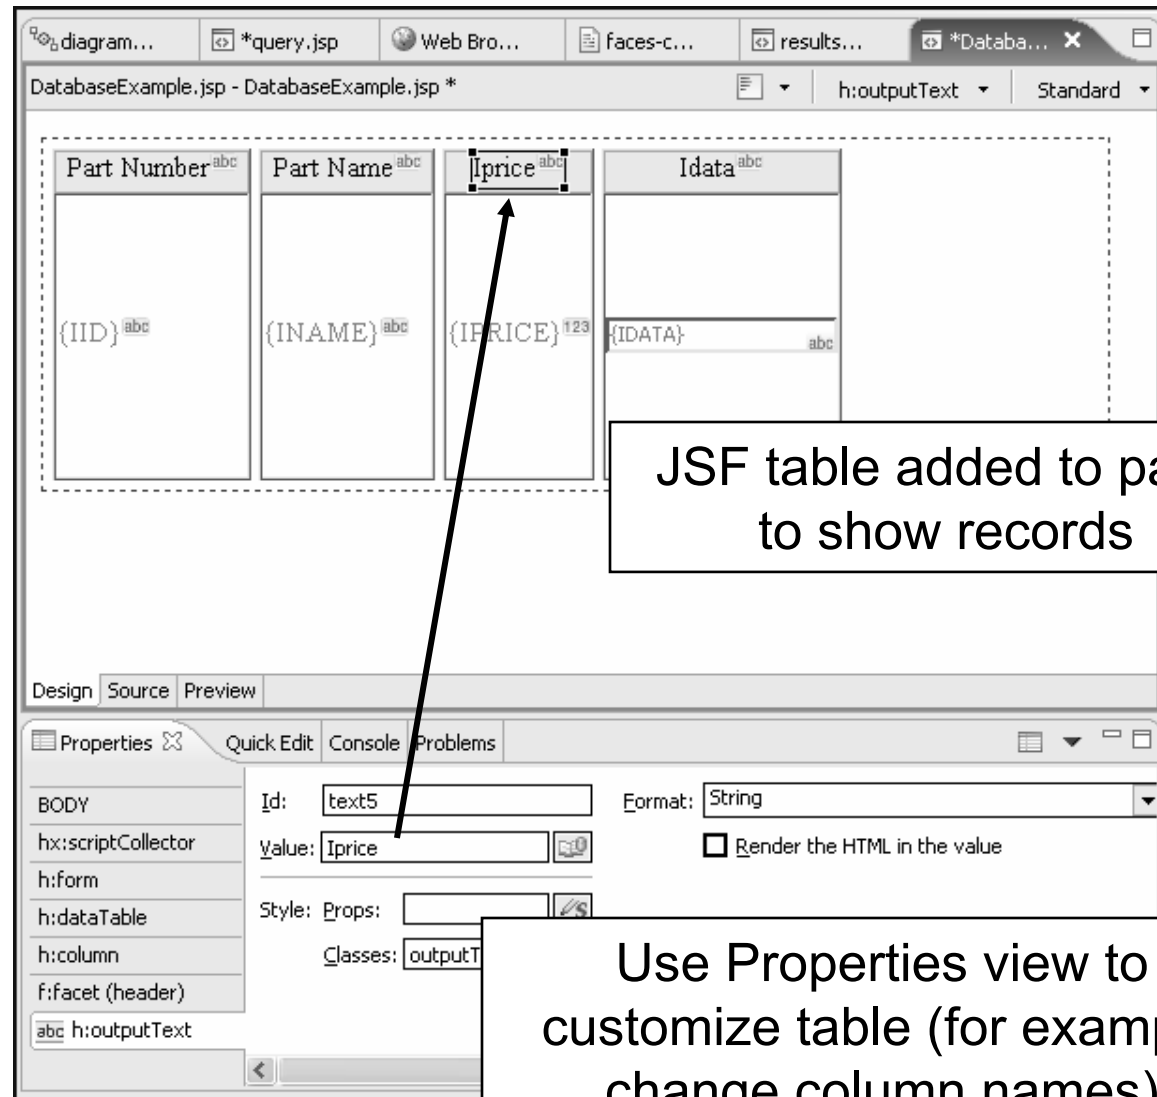 diagram... *query.jsp Web Bro... faces-c... results... *Databa...
DatabaseExample.jsp - DatabaseExample.jsp * h:outputText Standard
Part Number abc Part Name abc Iprice abc Idata abc
{IID} abc {INAME} abc {IPRICE} 123 {IDATA} abc
JSF table added to pa
to show records
Design Source Preview
Properties Quick Edit Console Problems
BODY
hx:scriptCollector
h:form
h:dataTable
h:column
f:facet (header)
abc h:outputText
Id: text5 Format: String
Value: Iprice Render the HTML in the value
Style: Props:
Classes: outputT
Use Properties view to
customize table (for examp
change column names)